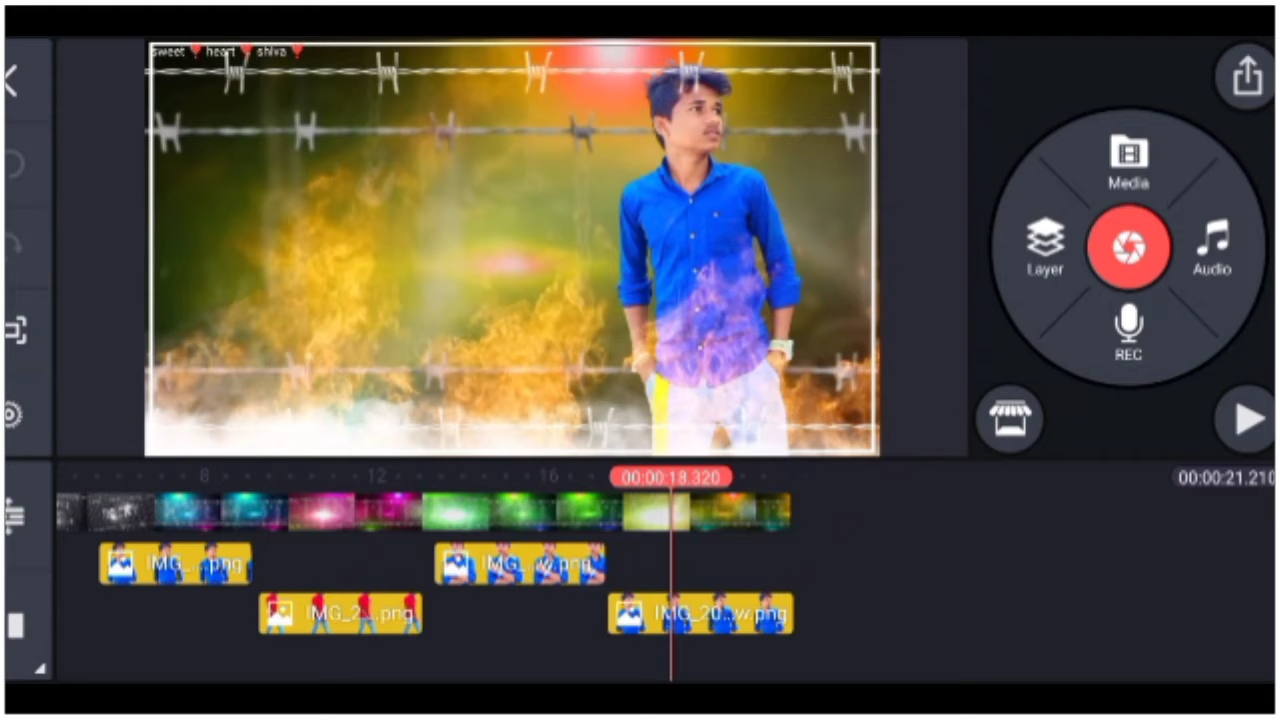 sweet ❣ heart ❣ shiva ❣
Media
Layer
Audio
REC
8
12
16
00:00:18.320
00:00:21.210
IMG_...png
IMG_...w.png
IMG_2...png
IMG_20...w.png